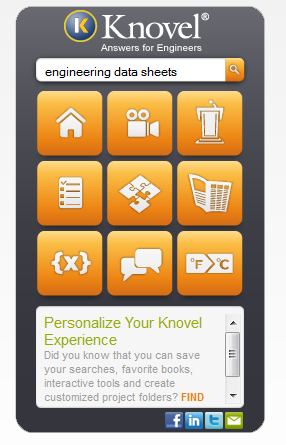 K Knovel®
Answers for Engineers
engineering data sheets
{x}
°F > °C
Personalize Your Knovel
Experience
Did you know that you can save
your searches, favorite books,
interactive tools and create
customized project folders? FIND
f in t